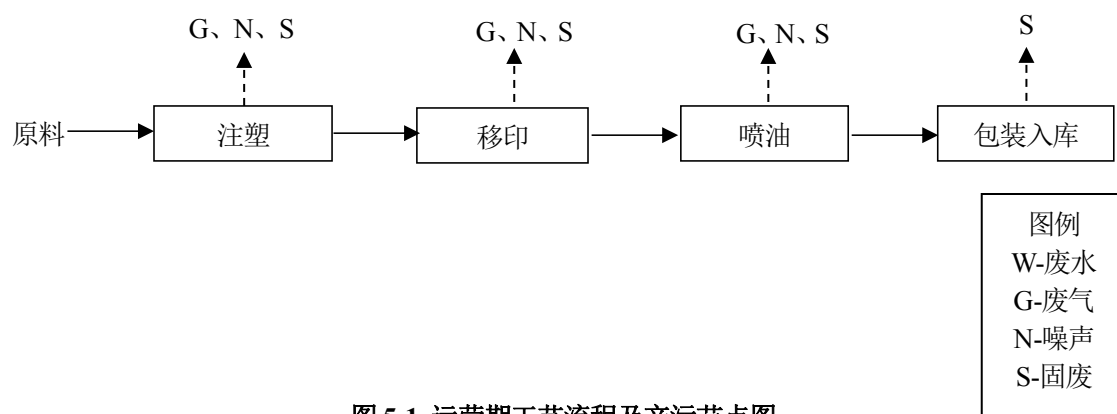 G、N、S
G、N、S
G、N、S
S
原料
注塑
移印
喷油
包装入库
图例
W-废水
G-废气
N-噪声
S-固废
图 5-1 运营期工艺流程及产污节点图